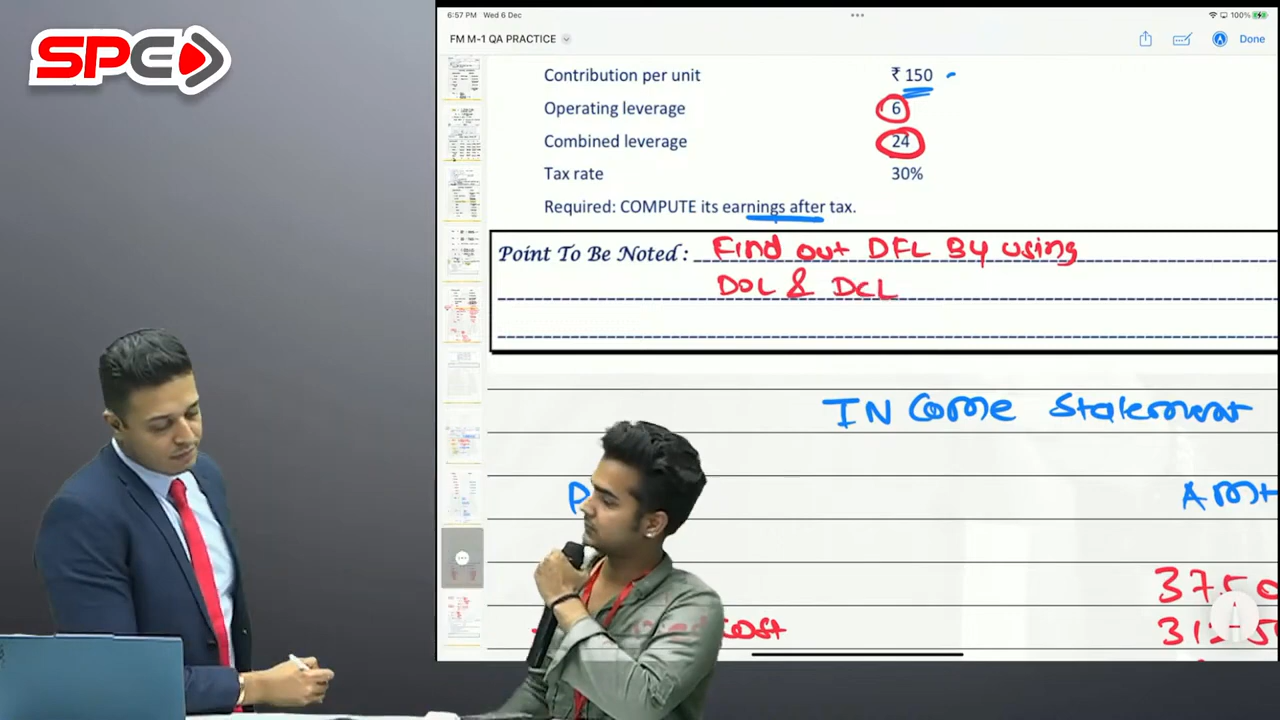 SPED
6:57 PM Wed 6 Dec
100%
FM M-1 QA PRACTICE
Done
Contribution per unit ₹ 150
Operating leverage 6
Combined leverage 24
Tax rate 30%
Required: COMPUTE its earnings after tax.
Point To Be Noted : Find out DFL By using
DOL & DCL
INCome Statement
P
Amt
3750
cost